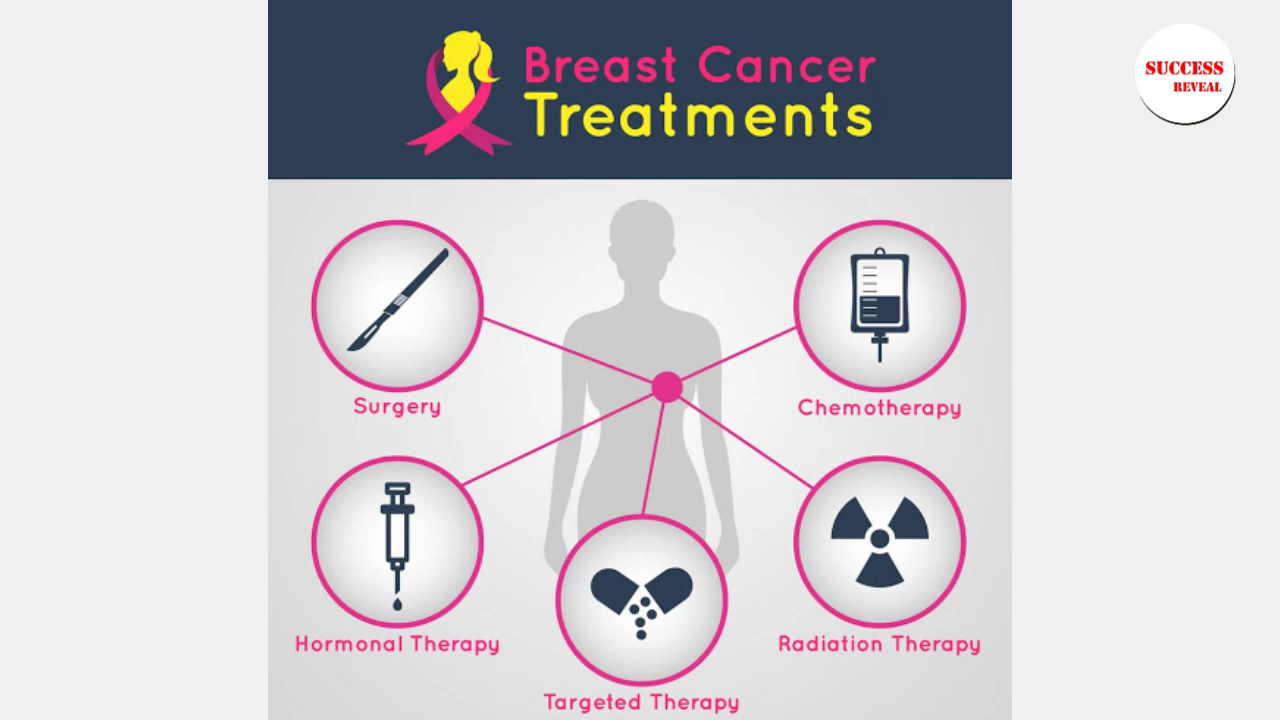 Breast Cancer
Treatments
SUCCESS
REVEAL
Surgery
Chemotherapy
Hormonal Therapy
Radiation Therapy
Targeted Therapy